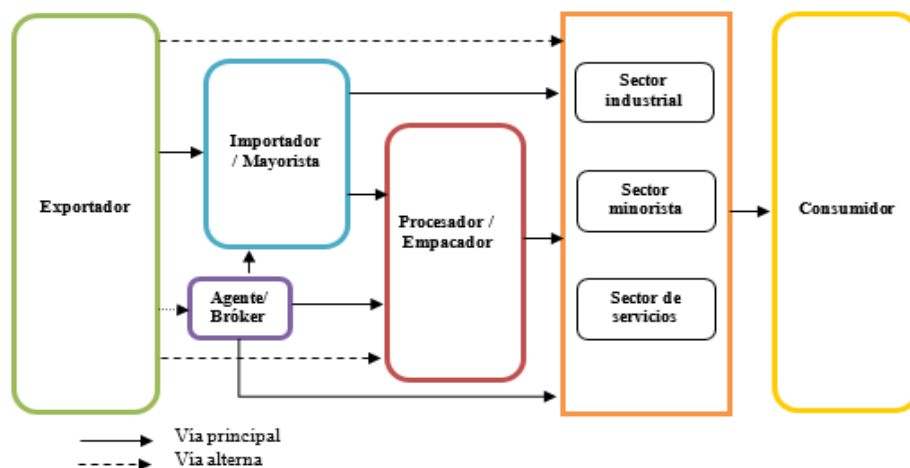 Exportador
Importador
/ Mayorista
Agente/
Bróker
Procesador /
Empacador
Sector
industrial
Sector
minorista
Sector de
servicios
Consumidor
Vía principal
Vía alterna